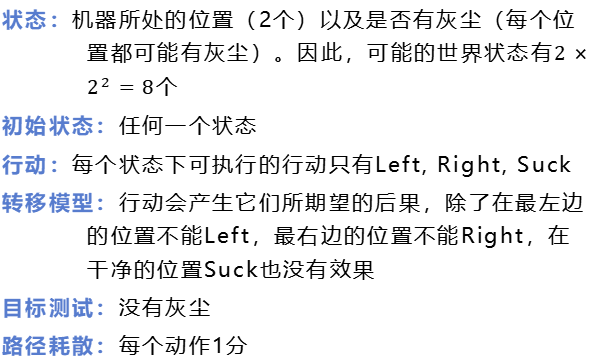 状态：机器所处的位置（2个）以及是否有灰尘（每个位
置都可能有灰尘）。因此，可能的世界状态有2 ×
2² = 8个
初始状态：任何一个状态
行动：每个状态下可执行的行动只有Left, Right, Suck
转移模型：行动会产生它们所期望的后果，除了在最左边
的位置不能Left，最右边的位置不能Right，在
干净的位置Suck也没有效果
目标测试：没有灰尘
路径耗散：每个动作1分